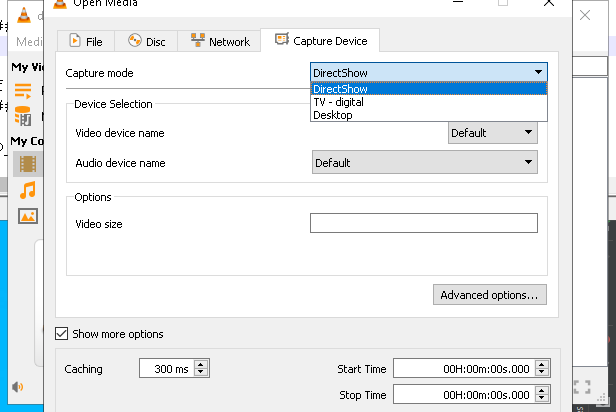 Open Media
Medi
File
Disc
Network
Capture Device
My Vi
Capture mode
DirectShow
DirectShow
TV - digital
Desktop
Device Selection
Video device name
Default
My Co
Audio device name
Default
Options
Video size
Advanced options...
Show more options
Caching
300 ms
Start Time
00H:00m:00s.000
Stop Time
00H:00m:00s.000